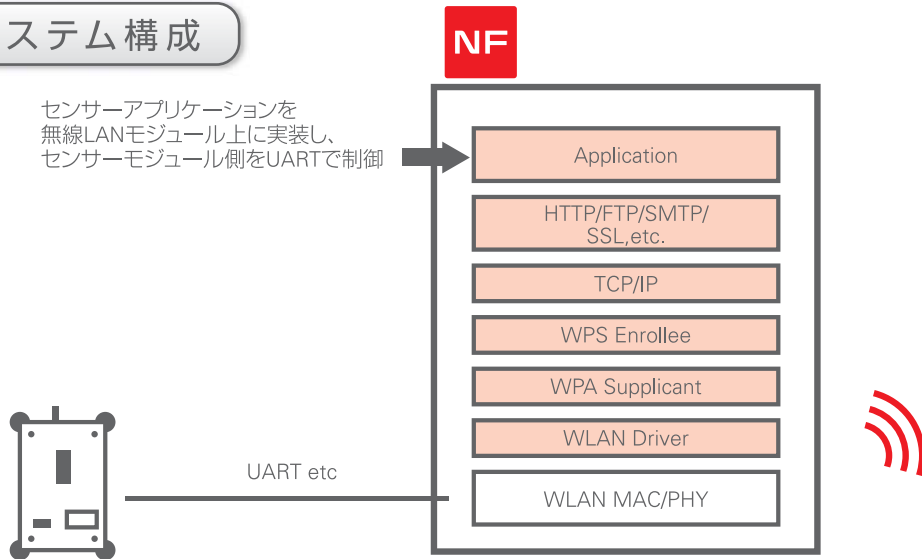 ステム構成
NF
センサーアプリケーションを
無線LANモジュール上に実装し、
センサーモジュール側をUARTで制御
Application
HTTP/FTP/SMTP/
SSL,etc.
TCP/IP
WPS Enrollee
WPA Supplicant
WLAN Driver
UART etc
WLAN MAC/PHY